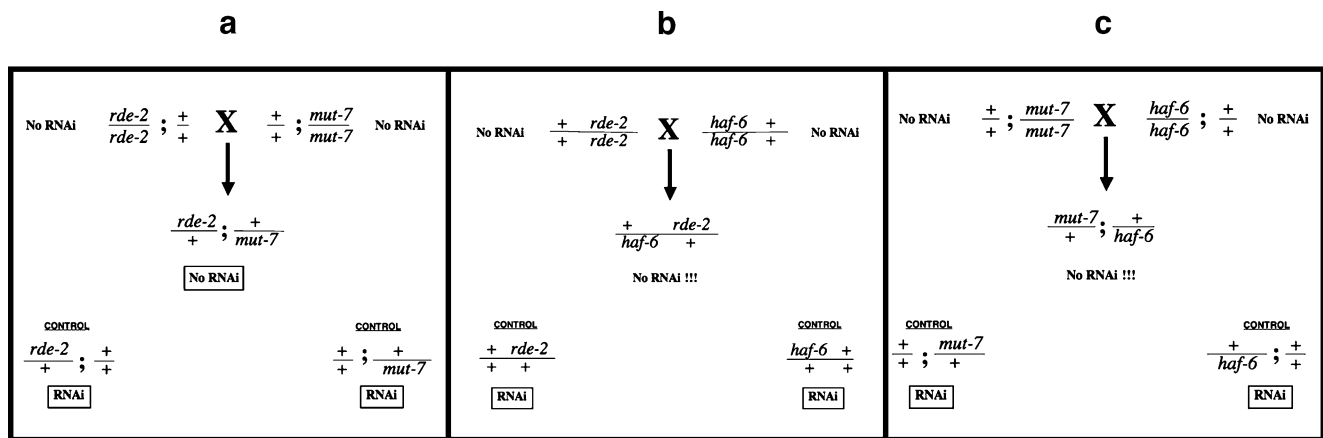 a b c
No RNAi rde-2 ; + X + ; mut-7 No RNAi
rde-2 + + mut-7
rde-2 ; +
+ mut-7
No RNAi
CONTROL CONTROL
rde-2 ; + + ; +
+ + + mut-7
RNAi RNAi
No RNAi + rde-2 X haf-6 + No RNAi
+ rde-2 haf-6 +
+ rde-2
haf-6 +
No RNAi !!!
CONTROL CONTROL
+ rde-2 haf-6 +
+ + + +
RNAi RNAi
No RNAi + ; mut-7 X haf-6 ; + No RNAi
+ mut-7 haf-6 +
mut-7 ; +
+ haf-6
No RNAi !!!
CONTROL CONTROL
+ ; mut-7 + ; +
+ + haf-6 +
RNAi RNAi